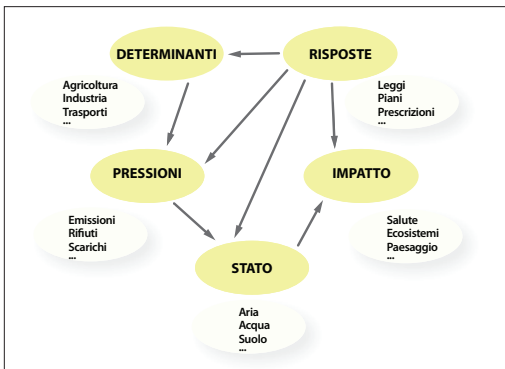 DETERMINANTI
RISPOSTE
Agricoltura
Industria
Trasporti
...
Leggi
Piani
Prescrizioni
...
PRESSIONI
IMPATTO
Emissioni
Rifiuti
Scarichi
...
Salute
Ecosistemi
Paesaggio
...
STATO
Aria
Acqua
Suolo
...